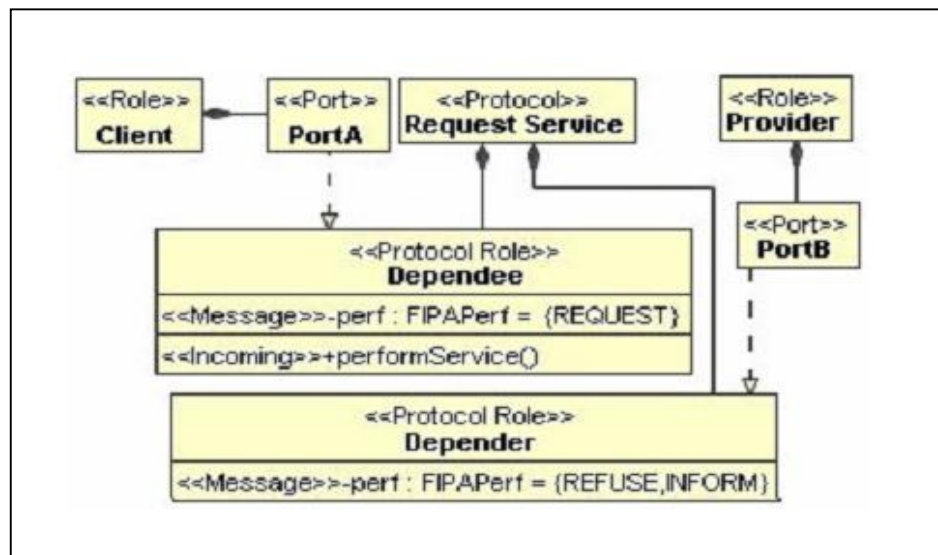 <<Role>>
Client
<<Port>>
PortA
<<Protocol>>
Request Service
<<Role>>
Provider
<<Port>>
PortB
<<Protocol Role>>
Dependee
<<Message>>-perf : FIPAPerf = {REQUEST}
<<Incoming>>+performService()
<<Protocol Role>>
Depender
<<Message>>-perf : FIPAPerf = {REFUSE,INFORM}